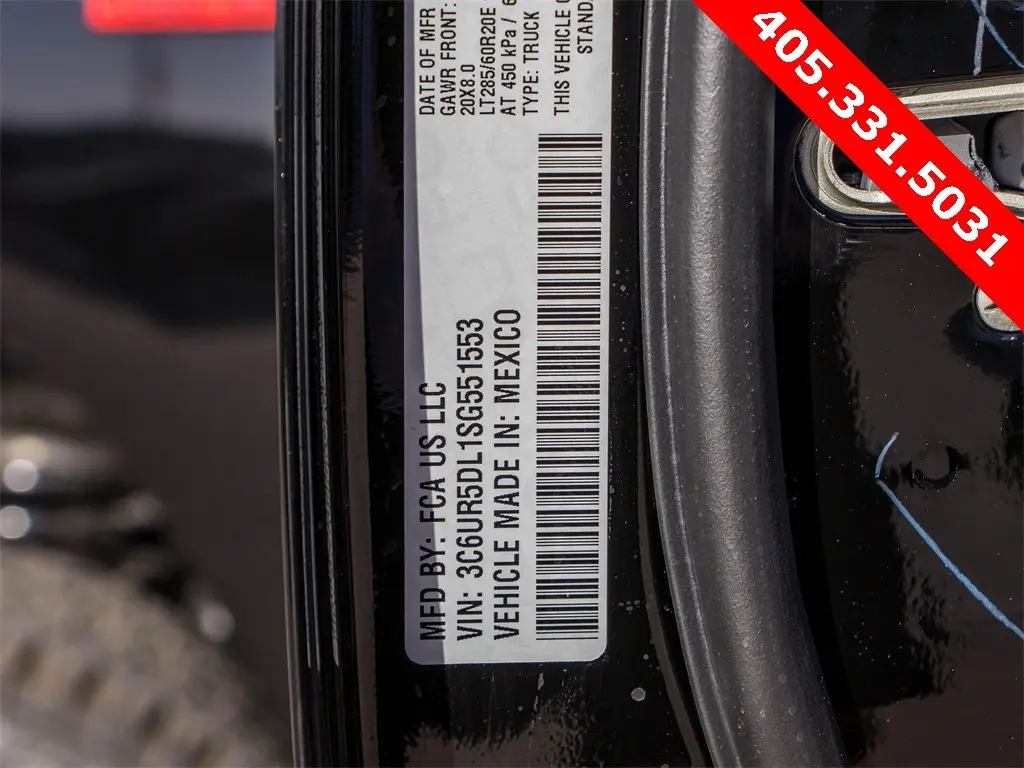 DATE OF MFR
GAWR FRONT:
20X8.0
LT285/60R20E
AT 450 kPa / 6
TYPE: TRUCK
THIS VEHICLE
STANDA
MFD BY: FCA US LLC
VIN: 3C6UR5DL1SG551553
VEHICLE MADE IN: MEXICO
405.331.5031